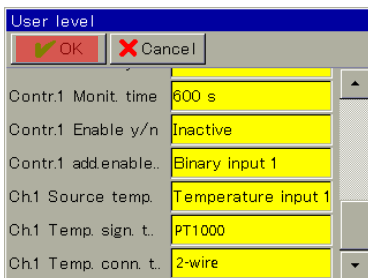 User level
OK Cancel
Contr.1 Monit. time 600 s
Contr.1 Enable y/n Inactive
Contr.1 add.enable.. Binary input 1
Ch.1 Source temp. Temperature input 1
Ch.1 Temp. sign. t.. PT1000
Ch.1 Temp. conn. t.. 2-wire